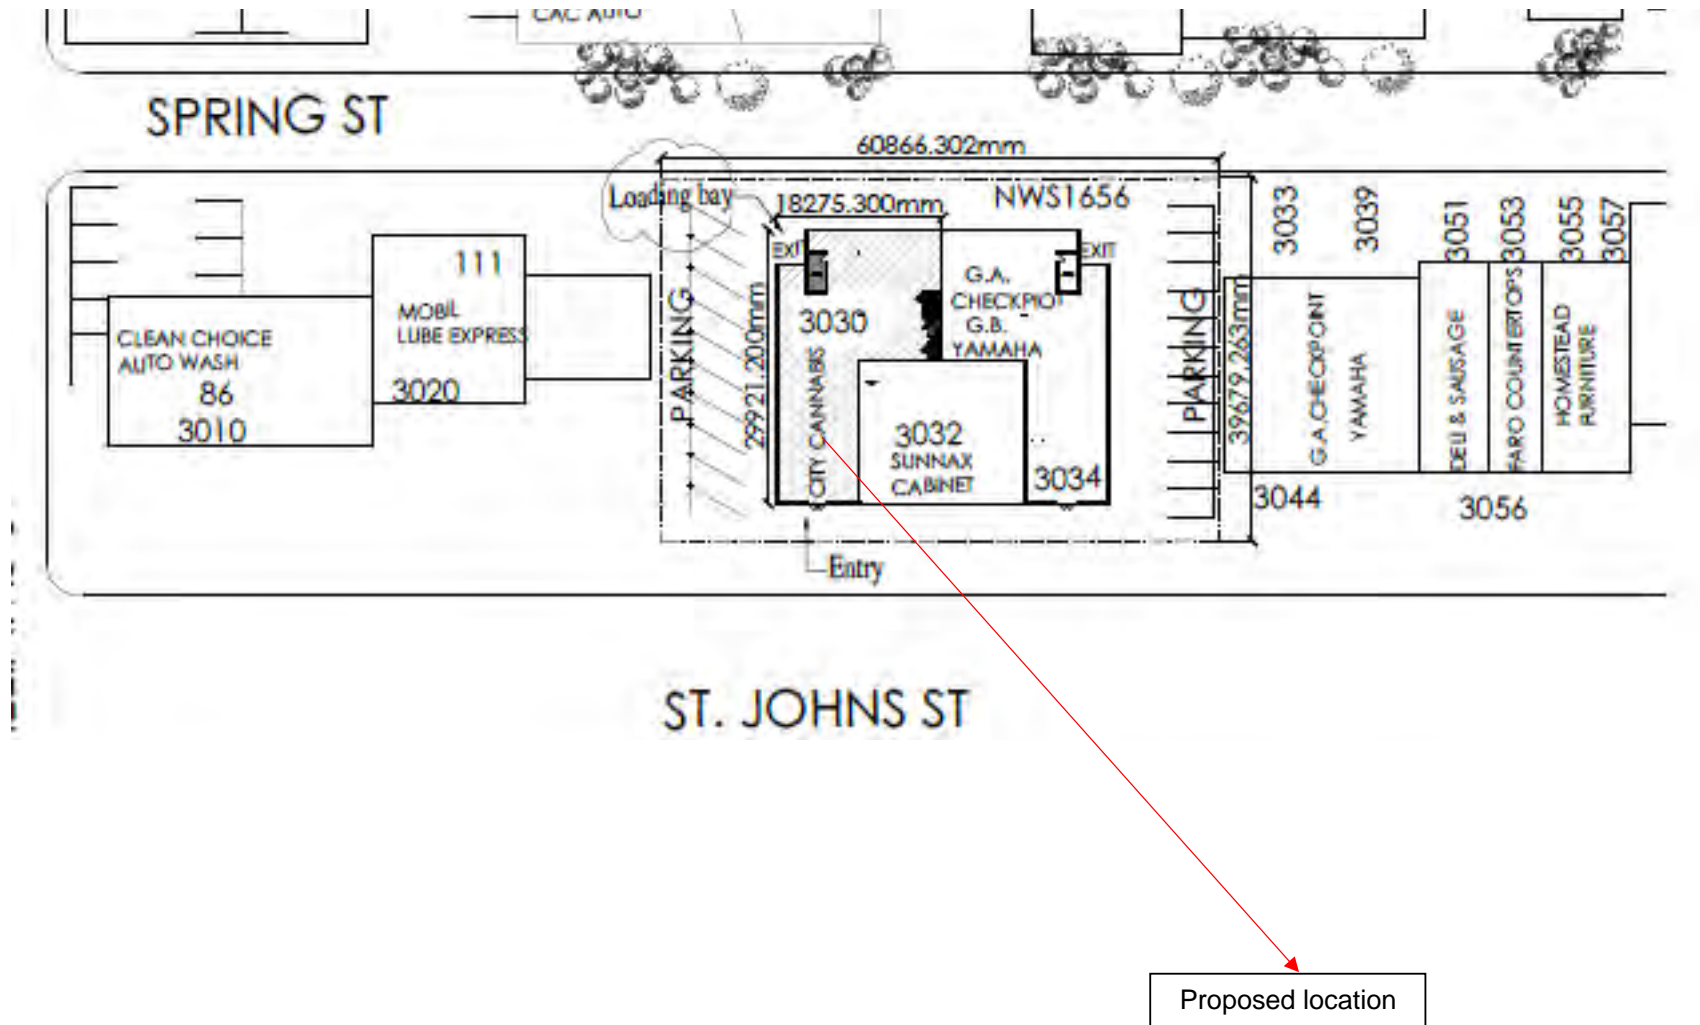 CAC AUTO
SPRING ST
60866.302mm
Loading bay
18275.300mm
NWS1656
EXIT
EXIT
3033
3039
3051
3053
3055
3057
111
MOBIL
LUBE EXPRESS
3020
CLEAN CHOICE
AUTO WASH
86
3010
PARKING
29921.200mm
3030
CITY CANNABIS
G.A.
CHECKPIOT
G.B.
YAMAHA
3032
SUNNAX
CABINET
3034
PARKING
39679.263mm
G.A,CHECKPOINT
YAMAHA
DELI & SAUSAGE
FARO COUNTERTOPS
HOMESTEAD
FURNITURE
3044
3056
Entry
ST. JOHNS ST
Proposed location